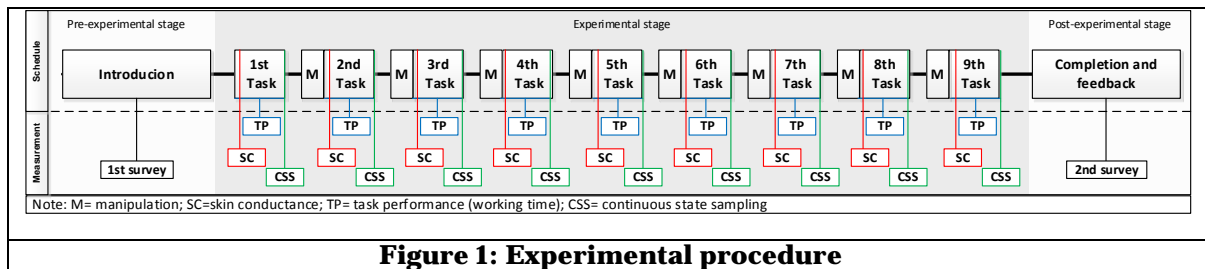 Pre-experimental stage Experimental stage Post-experimental stage
Schedule
Introducion
1st Task
M 2nd Task
M 3rd Task
M 4th Task
M 5th Task
M 6th Task
M 7th Task
M 8th Task
M 9th Task
Completion and feedback
Measurement
TP TP TP TP TP TP TP TP TP
SC SC SC SC SC SC SC SC SC
1st survey
CSS CSS CSS CSS CSS CSS CSS CSS CSS
2nd survey
Note: M= manipulation; SC=skin conductance; TP= task performance (working time); CSS= continuous state sampling
Figure 1: Experimental procedure